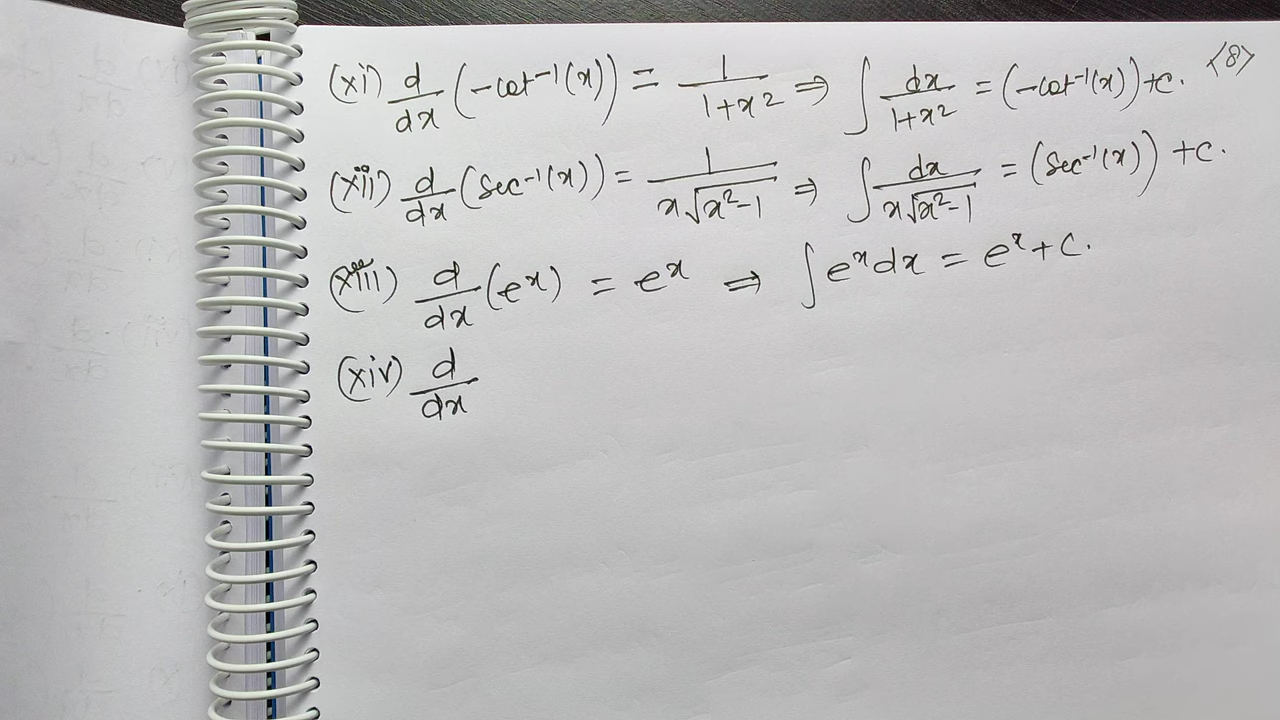 (xi) d/dx (-cot⁻¹(x)) = 1/(1+x²) ⇒ ∫ dx/(1+x²) = (-cot⁻¹(x))+c. <8>
(xii) d/dx (Sec⁻¹(x)) = 1/(x√(x²-1)) ⇒ ∫ dx/(x√(x²-1)) = (Sec⁻¹(x)) +c.
(xiii) d/dx (eˣ) = eˣ ⇒ ∫ eˣ dx = eˣ + c.
(xiv) d/dx